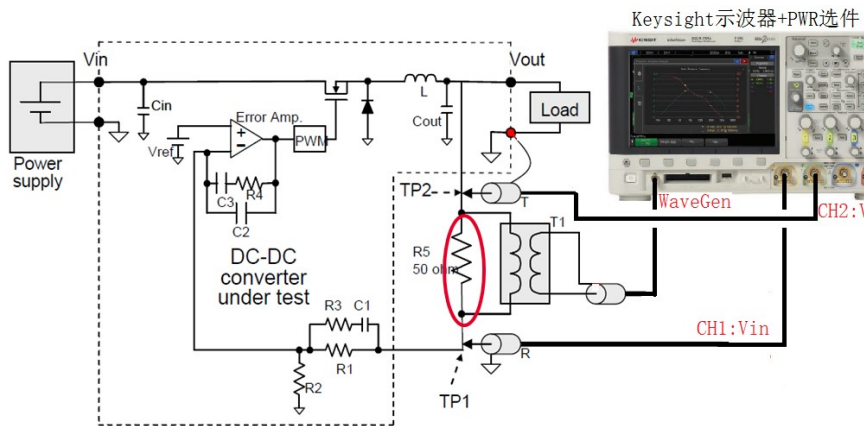 Keysight示波器+PWR选件
KEYSIGHT
Vin
Vout
L
Cin
Cout
Load
Error Amp.
PWM
Vref
Power
supply
R4
C3
C2
TP2
T
WaveGen
CH2:V
T1
R5
50 ohm
DC-DC
converter
under test
CH1:Vin
R3
C1
R1
R
R2
TP1